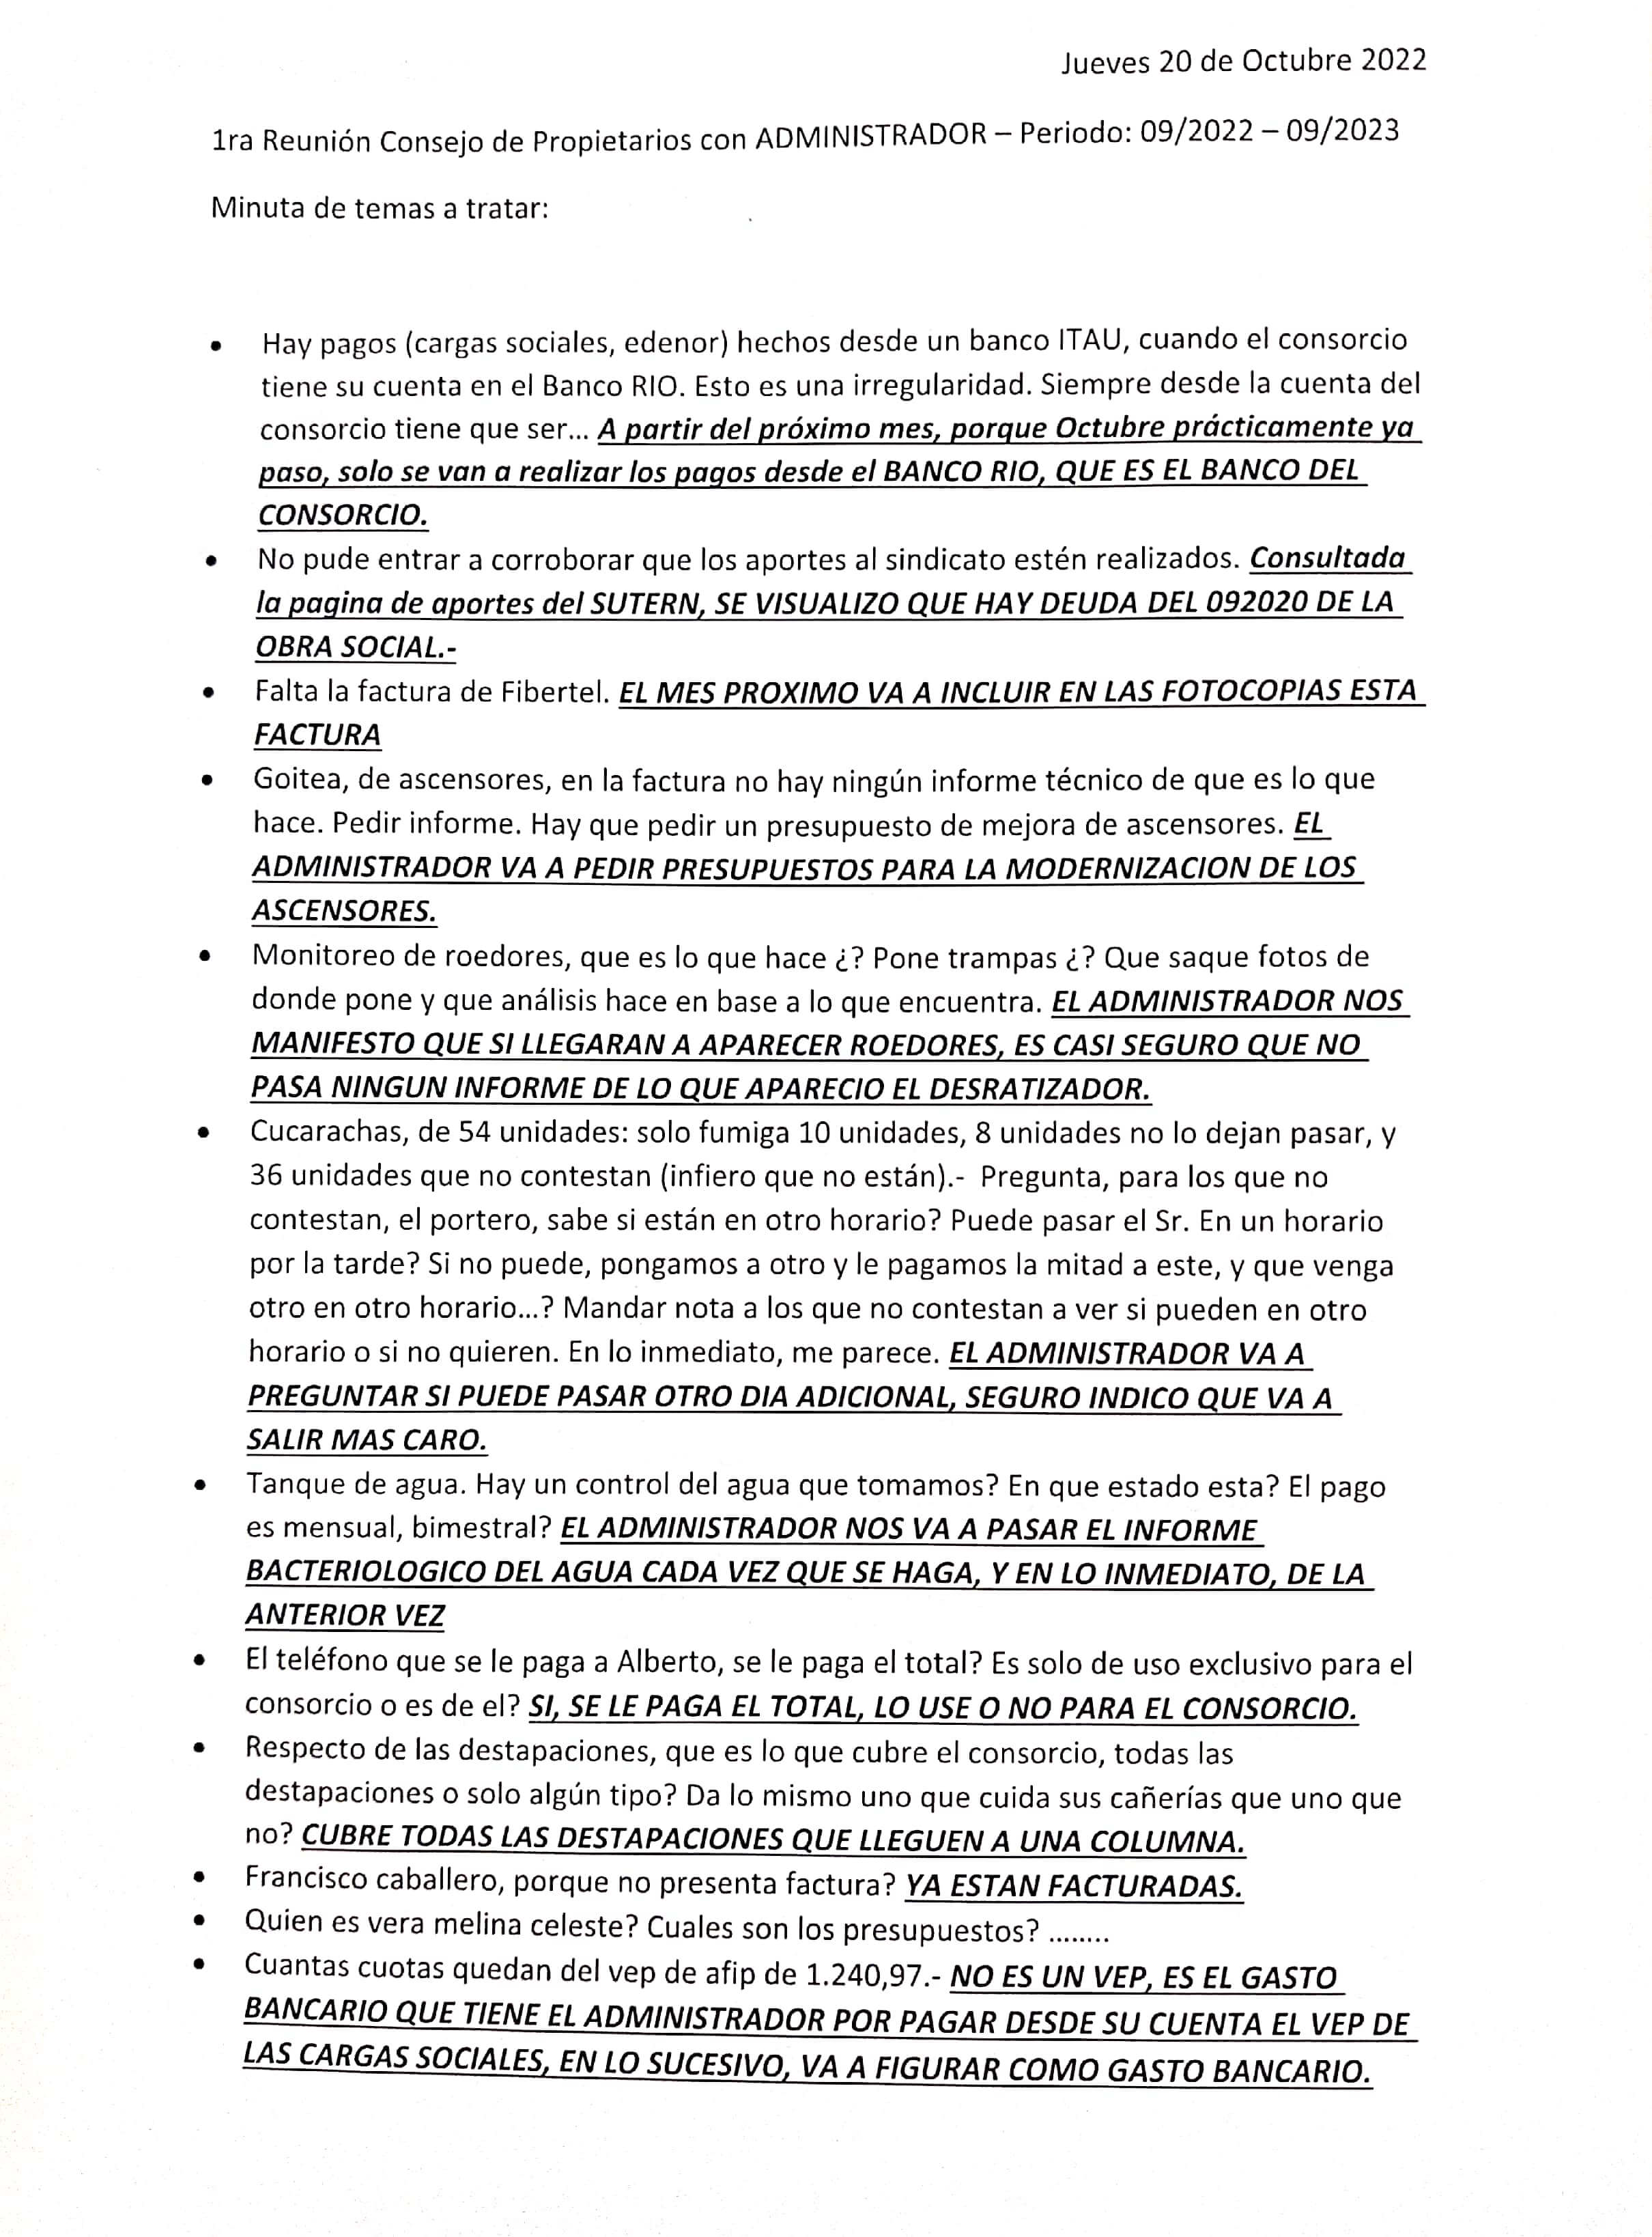 Jueves 20 de Octubre 2022
1ra Reunión Consejo de Propietarios con ADMINISTRADOR – Periodo: 09/2022 – 09/2023
Minuta de temas a tratar:
• Hay pagos (cargas sociales, edenor) hechos desde un banco ITAU, cuando el consorcio
tiene su cuenta en el Banco RIO. Esto es una irregularidad. Siempre desde la cuenta del
consorcio tiene que ser... A partir del próximo mes, porque Octubre prácticamente ya
paso, solo se van a realizar los pagos desde el BANCO RIO, QUE ES EL BANCO DEL
CONSORCIO.
• No pude entrar a corroborar que los aportes al sindicato estén realizados. Consultada
la pagina de aportes del SUTERN, SE VISUALIZO QUE HAY DEUDA DEL 092020 DE LA
OBRA SOCIAL.-
• Falta la factura de Fibertel. EL MES PROXIMO VA A INCLUIR EN LAS FOTOCOPIAS ESTA
FACTURA
• Goitea, de ascensores, en la factura no hay ningún informe técnico de que es lo que
hace. Pedir informe. Hay que pedir un presupuesto de mejora de ascensores. EL
ADMINISTRADOR VA A PEDIR PRESUPUESTOS PARA LA MODERNIZACION DE LOS
ASCENSORES.
• Monitoreo de roedores, que es lo que hace ¿? Pone trampas ¿? Que saque fotos de
donde pone y que análisis hace en base a lo que encuentra. EL ADMINISTRADOR NOS
MANIFESTO QUE SI LLEGARAN A APARECER ROEDORES, ES CASI SEGURO QUE NO
PASA NINGUN INFORME DE LO QUE APARECIO EL DESRATIZADOR.
• Cucarachas, de 54 unidades: solo fumiga 10 unidades, 8 unidades no lo dejan pasar, y
36 unidades que no contestan (infiero que no están).- Pregunta, para los que no
contestan, el portero, sabe si están en otro horario? Puede pasar el Sr. En un horario
por la tarde? Si no puede, pongamos a otro y le pagamos la mitad a este, y que venga
otro en otro horario...? Mandar nota a los que no contestan a ver si pueden en otro
horario o si no quieren. En lo inmediato, me parece. EL ADMINISTRADOR VA A
PREGUNTAR SI PUEDE PASAR OTRO DIA ADICIONAL, SEGURO INDICO QUE VA A
SALIR MAS CARO.
• Tanque de agua. Hay un control del agua que tomamos? En que estado esta? El pago
es mensual, bimestral? EL ADMINISTRADOR NOS VA A PASAR EL INFORME
BACTERIOLOGICO DEL AGUA CADA VEZ QUE SE HAGA, Y EN LO INMEDIATO, DE LA
ANTERIOR VEZ
• El teléfono que se le paga a Alberto, se le paga el total? Es solo de uso exclusivo para el
consorcio o es de el? SI, SE LE PAGA EL TOTAL, LO USE O NO PARA EL CONSORCIO.
• Respecto de las destapaciones, que es lo que cubre el consorcio, todas las
destapaciones o solo algún tipo? Da lo mismo uno que cuida sus cañerías que uno que
no? CUBRE TODAS LAS DESTAPACIONES QUE LLEGUEN A UNA COLUMNA.
• Francisco caballero, porque no presenta factura? YA ESTAN FACTURADAS.
• Quien es vera melina celeste? Cuales son los presupuestos? ........
• Cuantas cuotas quedan del vep de afip de 1.240,97.- NO ES UN VEP, ES EL GASTO
BANCARIO QUE TIENE EL ADMINISTRADOR POR PAGAR DESDE SU CUENTA EL VEP DE
LAS CARGAS SOCIALES, EN LO SUCESIVO, VA A FIGURAR COMO GASTO BANCARIO.